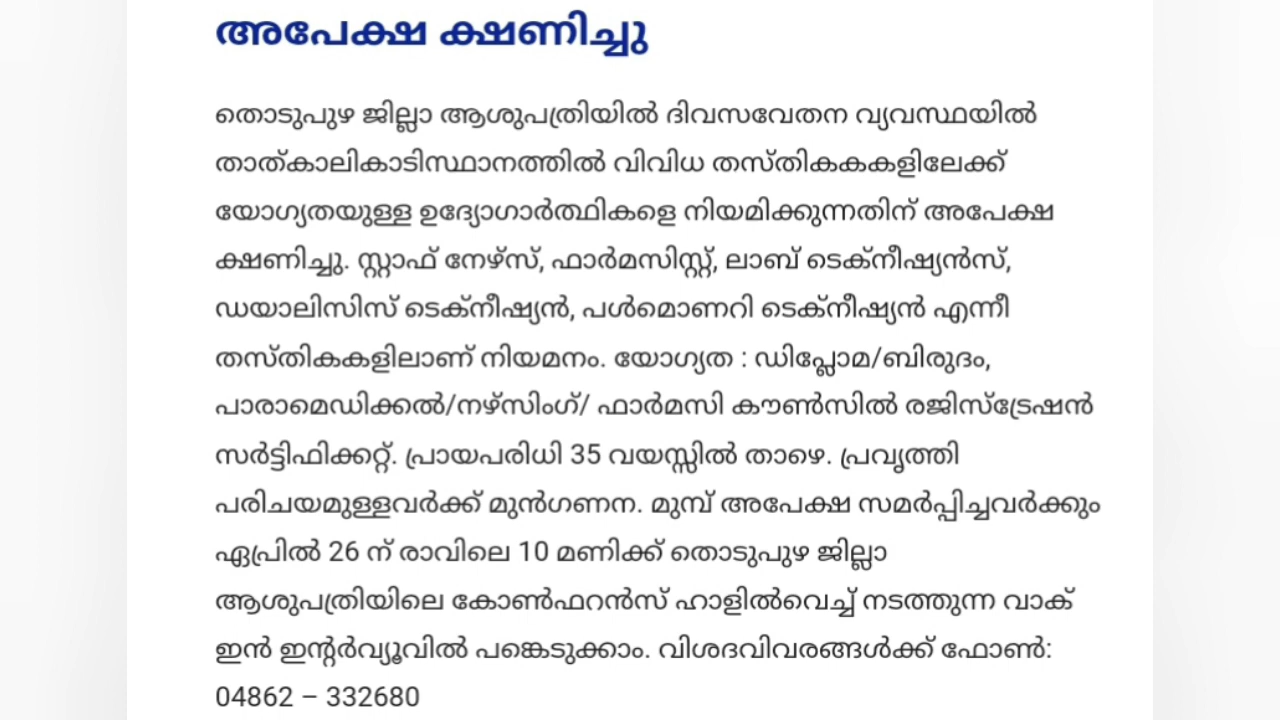 അപേക്ഷ ക്ഷണിച്ചു
തൊടുപുഴ ജില്ലാ ആശുപത്രിയിൽ ദിവസവേതന വ്യവസ്ഥയിൽ
താത്കാലികാടിസ്ഥാനത്തിൽ വിവിധ തസ്തികകകളിലേക്ക്
യോഗ്യതയുള്ള ഉദ്യോഗാർത്ഥികളെ നിയമിക്കുന്നതിന് അപേക്ഷ
ക്ഷണിച്ചു. സ്റ്റാഫ് നേഴ്സ്, ഫാർമസിസ്റ്റ്, ലാബ് ടെക്നീഷ്യൻസ്,
ഡയാലിസിസ് ടെക്നീഷ്യൻ, പൾമൊണറി ടെക്നീഷ്യൻ എന്നീ
തസ്തികകളിലാണ് നിയമനം. യോഗ്യത : ഡിപ്ലോമ/ബിരുദം,
പാരാമെഡിക്കൽ/നഴ്സിംഗ്/ ഫാർമസി കൗൺസിൽ രജിസ്ട്രേഷൻ
സർട്ടിഫിക്കറ്റ്. പ്രായപരിധി 35 വയസ്സിൽ താഴെ. പ്രവൃത്തി
പരിചയമുള്ളവർക്ക് മുൻഗണന. മുമ്പ് അപേക്ഷ സമർപ്പിച്ചവർക്കും
ഏപ്രിൽ 26 ന് രാവിലെ 10 മണിക്ക് തൊടുപുഴ ജില്ലാ
ആശുപത്രിയിലെ കോൺഫറൻസ് ഹാളിൽവെച്ച് നടത്തുന്ന വാക്
ഇൻ ഇന്റർവ്യൂവിൽ പങ്കെടുക്കാം. വിശദവിവരങ്ങൾക്ക് ഫോൺ:
04862 – 332680